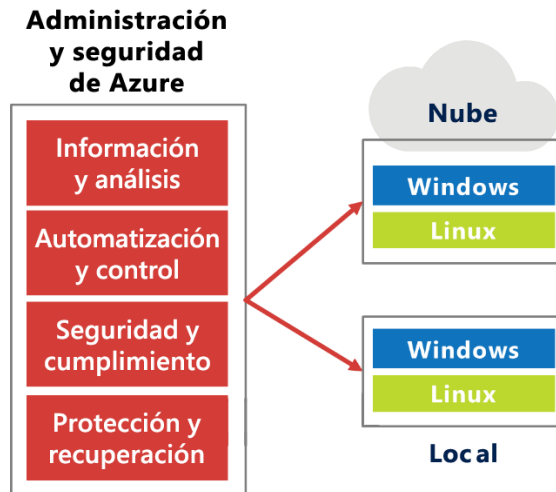 Administración
y seguridad
de Azure
Información
y análisis
Automatización
y control
Seguridad y
cumplimiento
Protección y
recuperación
Nube
Windows
Linux
Windows
Linux
Local